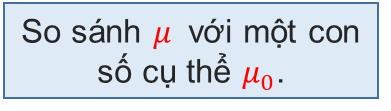 So sánh μ với một con
số cụ thể μ₀.